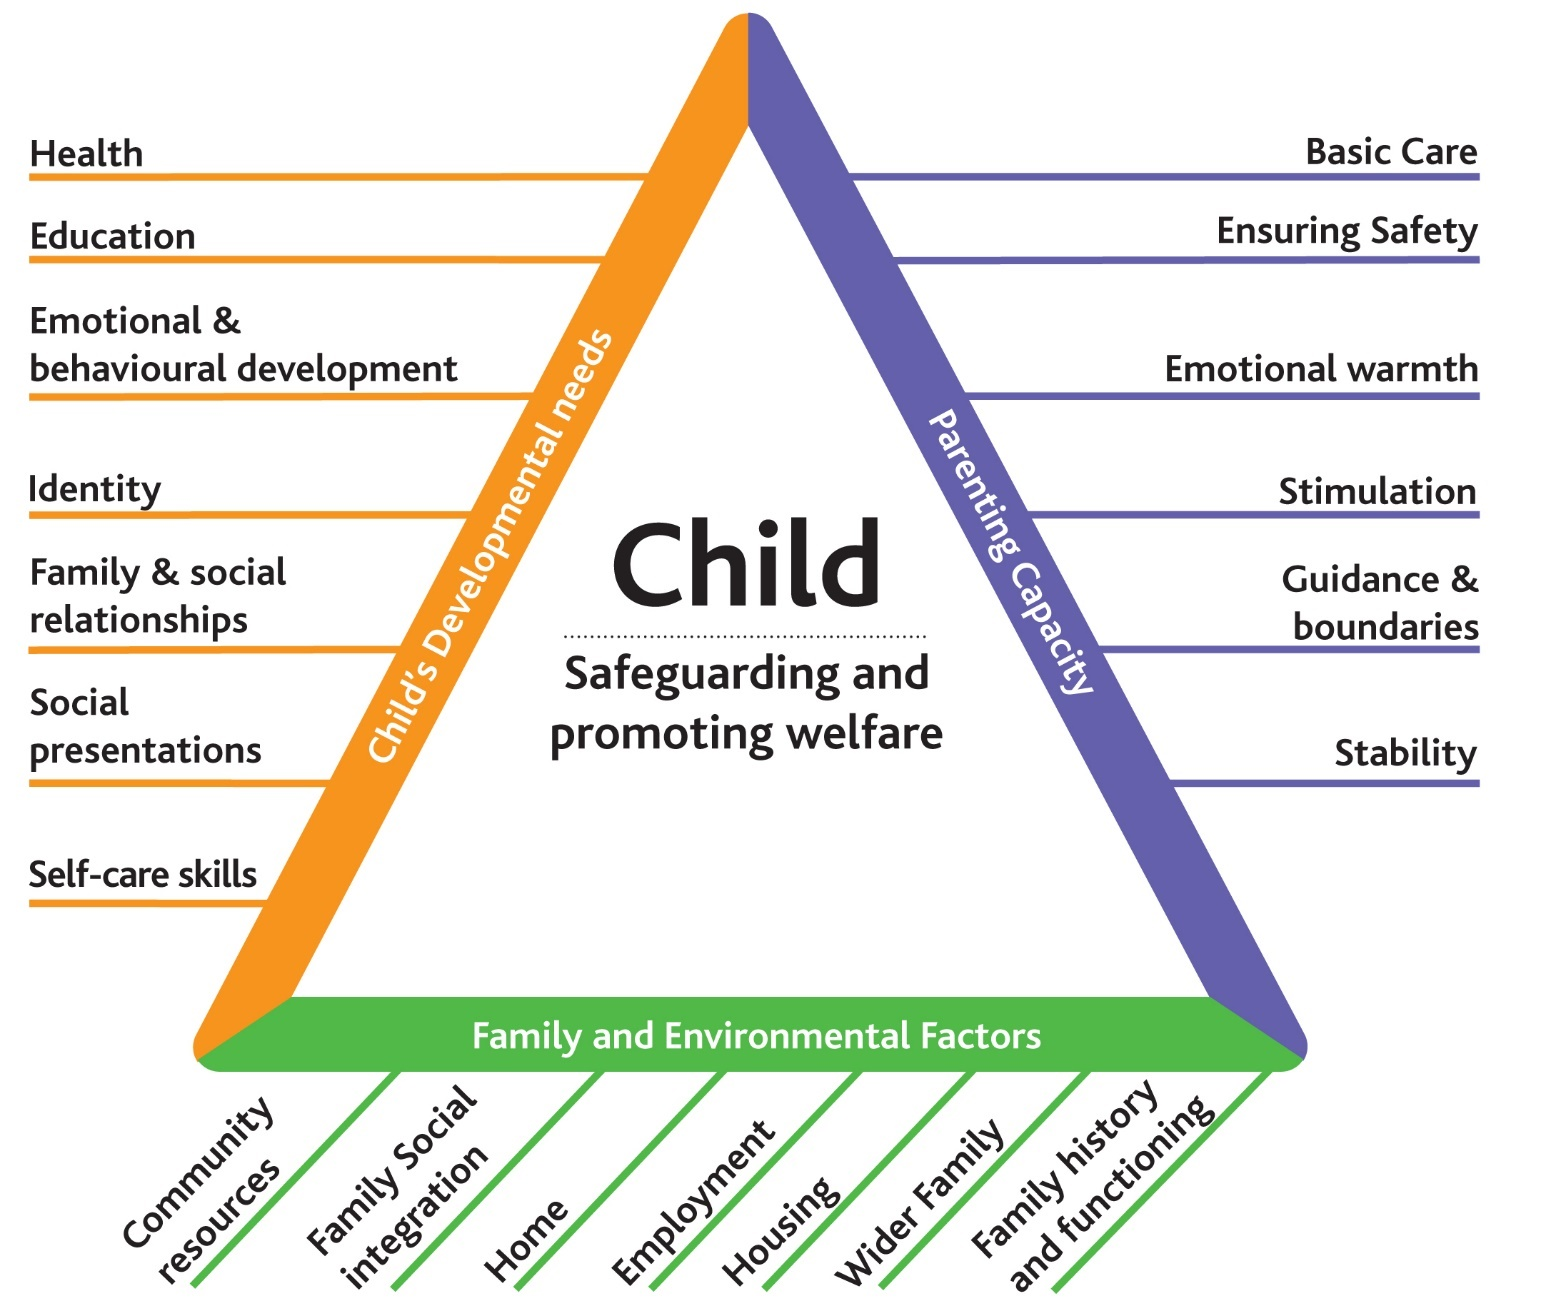 Health
Education
Emotional &
behavioural development
Identity
Family & social
relationships
Social
presentations
Self-care skills
Child's Developmental needs
Child
Safeguarding and
promoting welfare
Parenting Capacity
Basic Care
Ensuring Safety
Emotional warmth
Stimulation
Guidance &
boundaries
Stability
Family and Environmental Factors
Community
resources
Family Social
integration
Home
Employment
Housing
Wider Family
Family history
and functioning